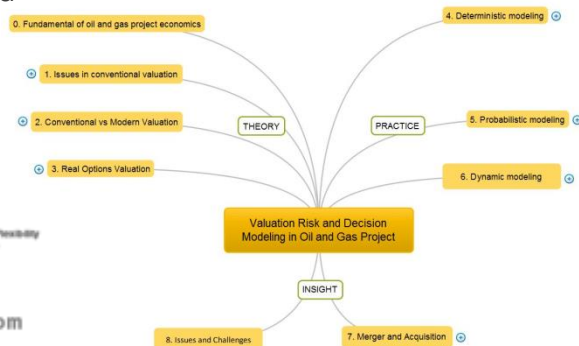 0. Fundamental of oil and gas project economics
1. Issues in conventional valuation
2. Conventional vs Modern Valuation
3. Real Options Valuation
THEORY
PRACTICE
4. Deterministic modeling
5. Probabilistic modeling
6. Dynamic modeling
Valuation Risk and Decision
Modeling in Oil and Gas Project
INSIGHT
8. Issues and Challenges
7. Merger and Acquisition
flexibility
om